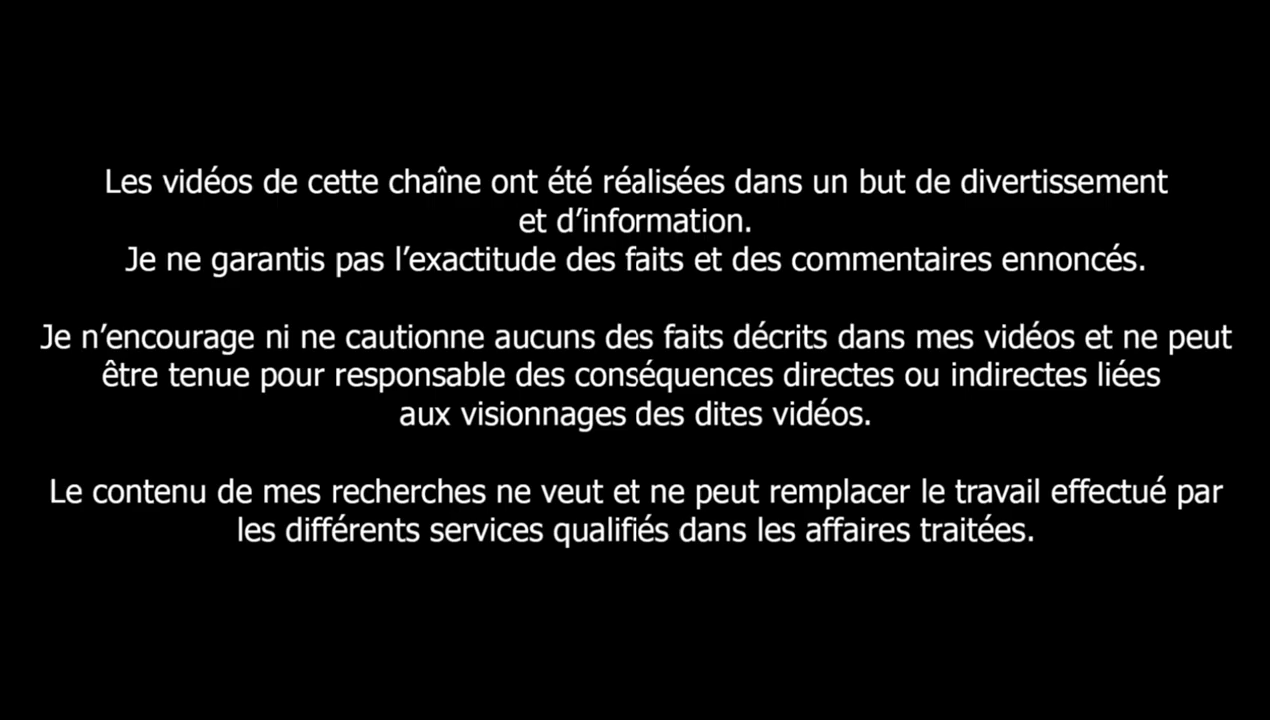 Les vidéos de cette chaîne ont été réalisées dans un but de divertissement
et d’information.
Je ne garantis pas l’exactitude des faits et des commentaires ennoncés.
Je n’encourage ni ne cautionne aucuns des faits décrits dans mes vidéos et ne peut
être tenue pour responsable des conséquences directes ou indirectes liées
aux visionnages des dites vidéos.
Le contenu de mes recherches ne veut et ne peut remplacer le travail effectué par
les différents services qualifiés dans les affaires traitées.